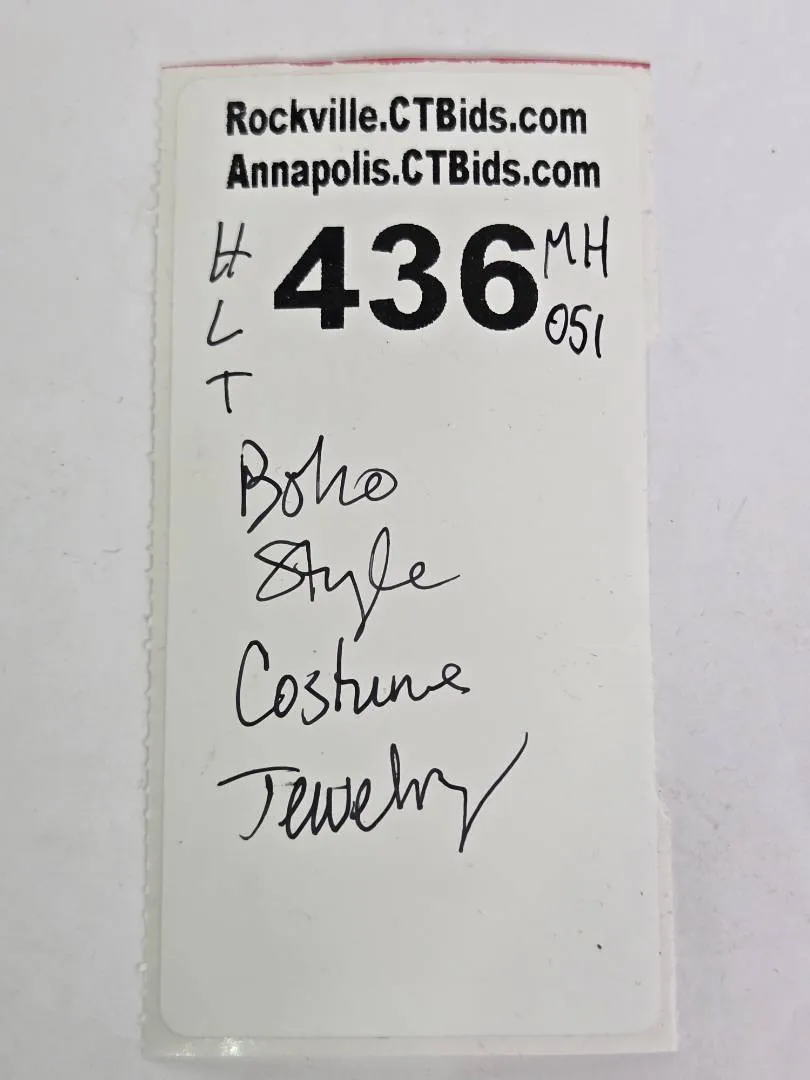 Rockville.CTBids.com
Annapolis.CTBids.com
H 436 MH
L 051
T
Boho
Style
Costume
Jewelry